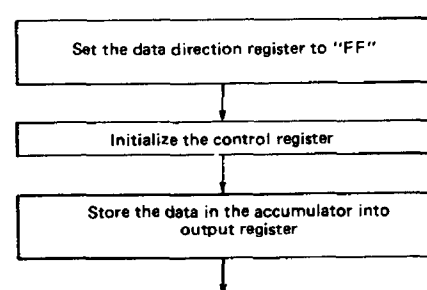 Set the data direction register to "FF"
Initialize the control register
Store the data in the accumulator into
output register